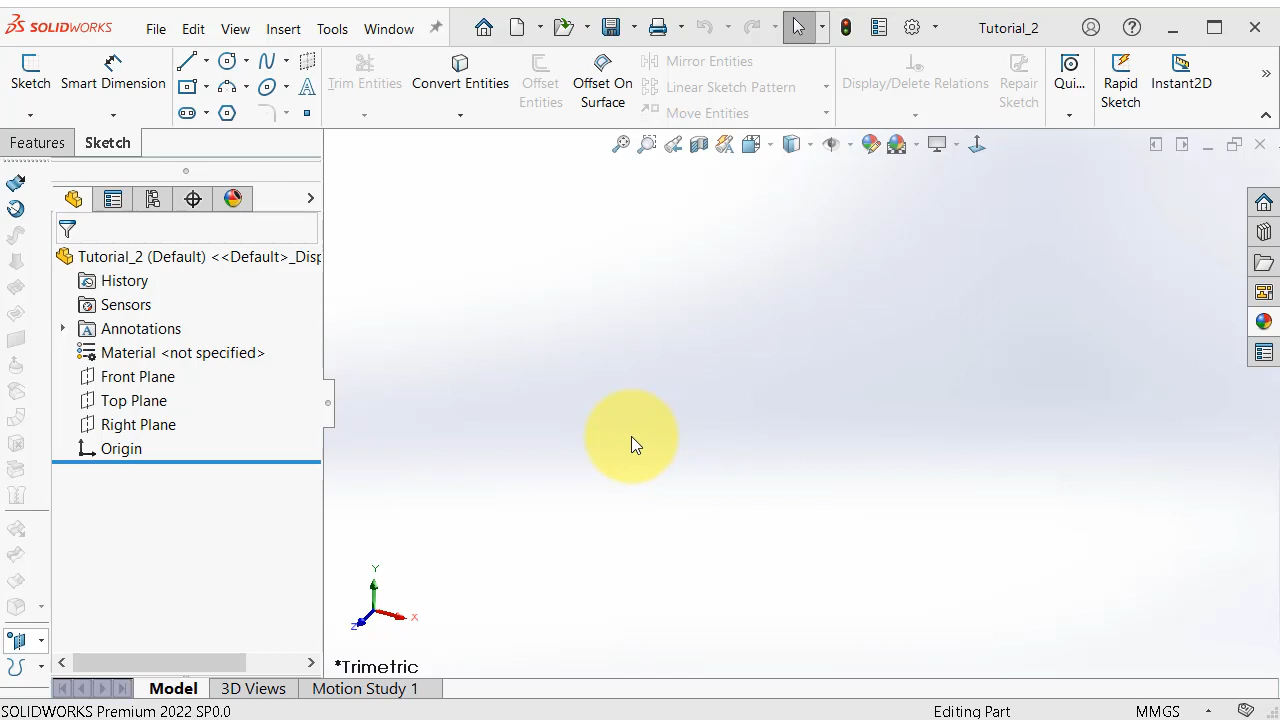 SOLIDWORKS File Edit View Insert Tools Window Tutorial_2
Sketch Smart Dimension Trim Entities Convert Entities Offset Entities Offset On Surface Mirror Entities Linear Sketch Pattern Move Entities Display/Delete Relations Repair Sketch Qui... Rapid Sketch Instant2D
Features Sketch
Tutorial_2 (Default) <<Default>_Disp
History
Sensors
Annotations
Material <not specified>
Front Plane
Top Plane
Right Plane
Origin
Y
X
Z
*Trimetric
Model 3D Views Motion Study 1
SOLIDWORKS Premium 2022 SP0.0 Editing Part MMGS